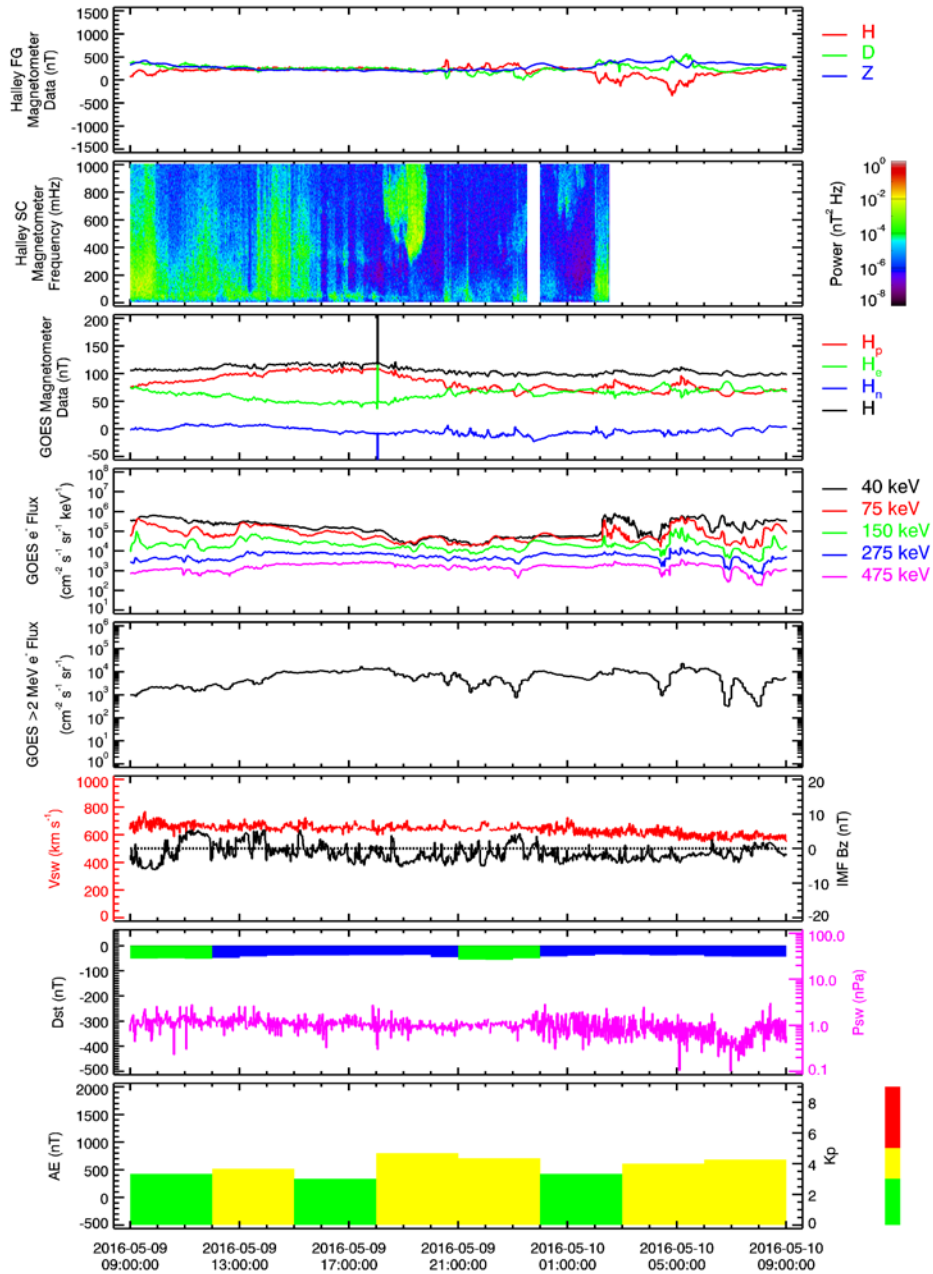 Halley FG
Magnetometer
Data (nT)
1500
1000
500
0
-500
-1000
-1500
H
D
Z
Halley SC
Magnetometer
Frequency (mHz)
1000
800
600
400
200
0
10^0
10^-2
10^-4
10^-6
10^-8
Power (nT^2 Hz)
GOES Magnetometer
Data (nT)
200
150
100
50
0
-50
H_p
H_e
H_n
H
GOES e^- Flux
(cm^-2 s^-1 sr^-1 keV^-1)
10^8
10^7
10^6
10^5
10^4
10^3
10^2
10^1
40 keV
75 keV
150 keV
275 keV
475 keV
GOES >2 MeV e^- Flux
(cm^-2 s^-1 sr^-1)
10^6
10^5
10^4
10^3
10^2
10^1
10^0
Vsw (km s^-1)
1000
800
600
400
200
0
20
10
0
-10
-20
IMF Bz (nT)
Dst (nT)
0
-100
-200
-300
-400
-500
100.0
10.0
1.0
0.1
Psw (nPa)
AE (nT)
2000
1500
1000
500
0
-500
8
6
4
2
0
Kp
2016-05-09 2016-05-09 2016-05-09 2016-05-09 2016-05-10 2016-05-10 2016-05-10
09:00:00 13:00:00 17:00:00 21:00:00 01:00:00 05:00:00 09:00:00